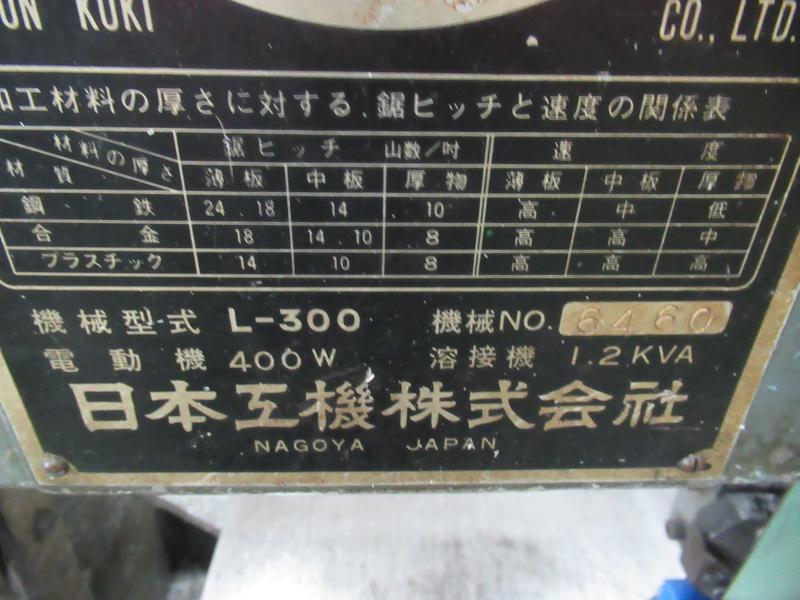 ON KOKI CO., LTD.
加工材料の厚さに対する 鋸ピッチと速度の関係表
材料の厚さ 鋸ピッチ 山数/吋 速度
材質 薄板 中板 厚物 薄板 中板 厚物
鋼鉄 24.18 14 10 高 中 低
合金 18 14.10 8 高 高 中
プラスチック 14 10 8 高 高 高
機械型式 L-300 機械NO. 6460
電動機 400W 溶接機 1.2KVA
日本工機株式会社
NAGOYA JAPAN